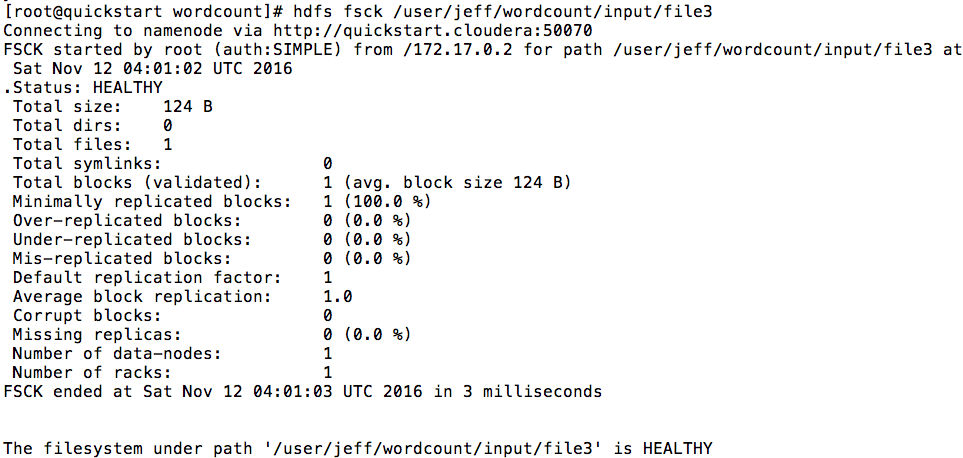 [root@quickstart wordcount]# hdfs fsck /user/jeff/wordcount/input/file3
Connecting to namenode via http://quickstart.cloudera:50070
FSCK started by root (auth:SIMPLE) from /172.17.0.2 for path /user/jeff/wordcount/input/file3 at
 Sat Nov 12 04:01:02 UTC 2016
.Status: HEALTHY
 Total size:    124 B
 Total dirs:    0
 Total files:   1
 Total symlinks:                0
 Total blocks (validated):      1 (avg. block size 124 B)
 Minimally replicated blocks:   1 (100.0 %)
 Over-replicated blocks:        0 (0.0 %)
 Under-replicated blocks:       0 (0.0 %)
 Mis-replicated blocks:         0 (0.0 %)
 Default replication factor:    1
 Average block replication:     1.0
 Corrupt blocks:                0
 Missing replicas:              0 (0.0 %)
 Number of data-nodes:          1
 Number of racks:               1
FSCK ended at Sat Nov 12 04:01:03 UTC 2016 in 3 milliseconds


The filesystem under path '/user/jeff/wordcount/input/file3' is HEALTHY